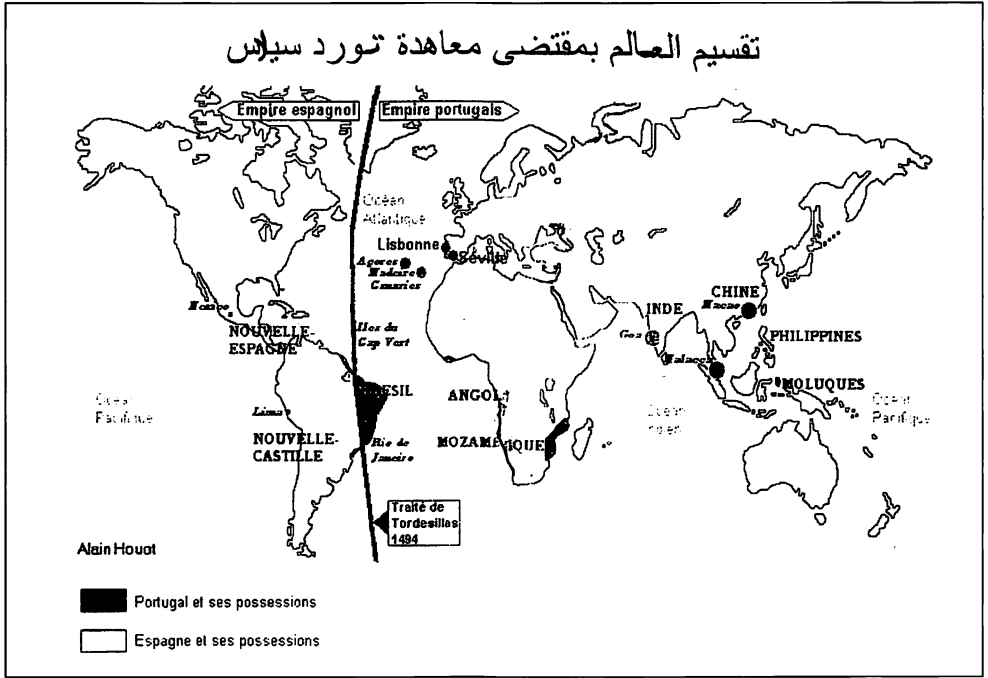 تقسيم العالم بمقتضى معاهدة تورد سيلاس
Empire espagnol
Empire portugais
Océan
Atlantique
Lisbonne
Séville
Açores
Madère
Canaries
Mexico
NOUVELLE-
ESPAGNE
Iles du
Cap Vert
CHINE
Macao
INDE
Goa
PHILIPPINES
Malacca
MOLUQUES
BRESIL
ANGOLA
Océan
Pacifique
Lima
Océan
Indien
Océan
Pacifique
NOUVELLE-
CASTILLE
Rio de
Janeiro
MOZAMBIQUE
Traité de
Tordesillas
1494
Alain Houot
Portugal et ses possessions
Espagne et ses possessions